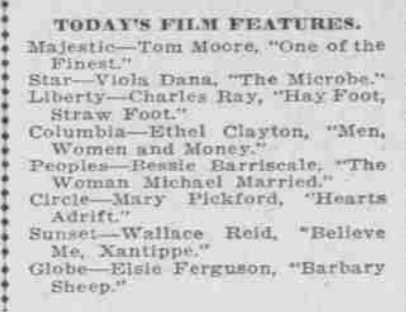 TODAY'S FILM FEATURES.
Majestic—Tom Moore, "One of the
Finest."
Star—Viola Dana, "The Microbe."
Liberty—Charles Ray, "Hay Foot,
Straw Foot."
Columbia—Ethel Clayton, "Men,
Women and Money."
Peoples—Bessie Barriscale, "The
Woman Michael Married."
Circle—Mary Pickford, "Hearts
Adrift."
Sunset—Wallace Reid, "Believe
Me, Xantippe."
Globe—Elsie Ferguson, "Barbary
Sheep."